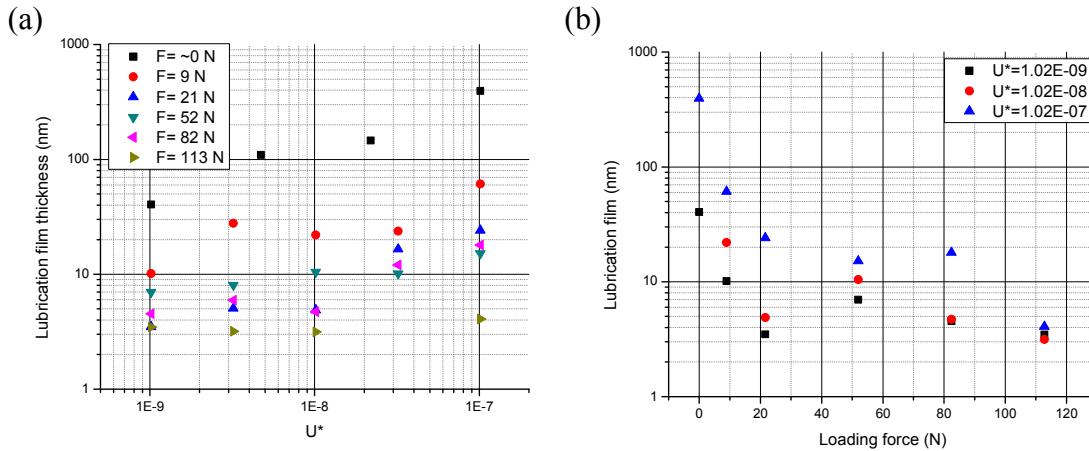 (a)
1000
100
10
1
Lubrication film thickness (nm)
F= ~0 N
F= 9 N
F= 21 N
F= 52 N
F= 82 N
F= 113 N
1E-9
1E-8
1E-7
U*
(b)
1000
100
10
1
Lubrication film (nm)
U*=1.02E-09
U*=1.02E-08
U*=1.02E-07
0
20
40
60
80
100
120
Loading force (N)